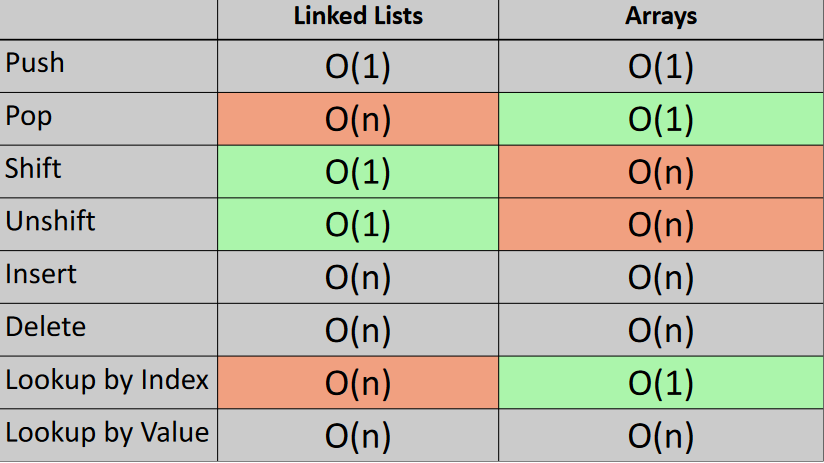 Linked Lists Arrays
Push O(1) O(1)
Pop O(n) O(1)
Shift O(1) O(n)
Unshift O(1) O(n)
Insert O(n) O(n)
Delete O(n) O(n)
Lookup by Index O(n) O(1)
Lookup by Value O(n) O(n)